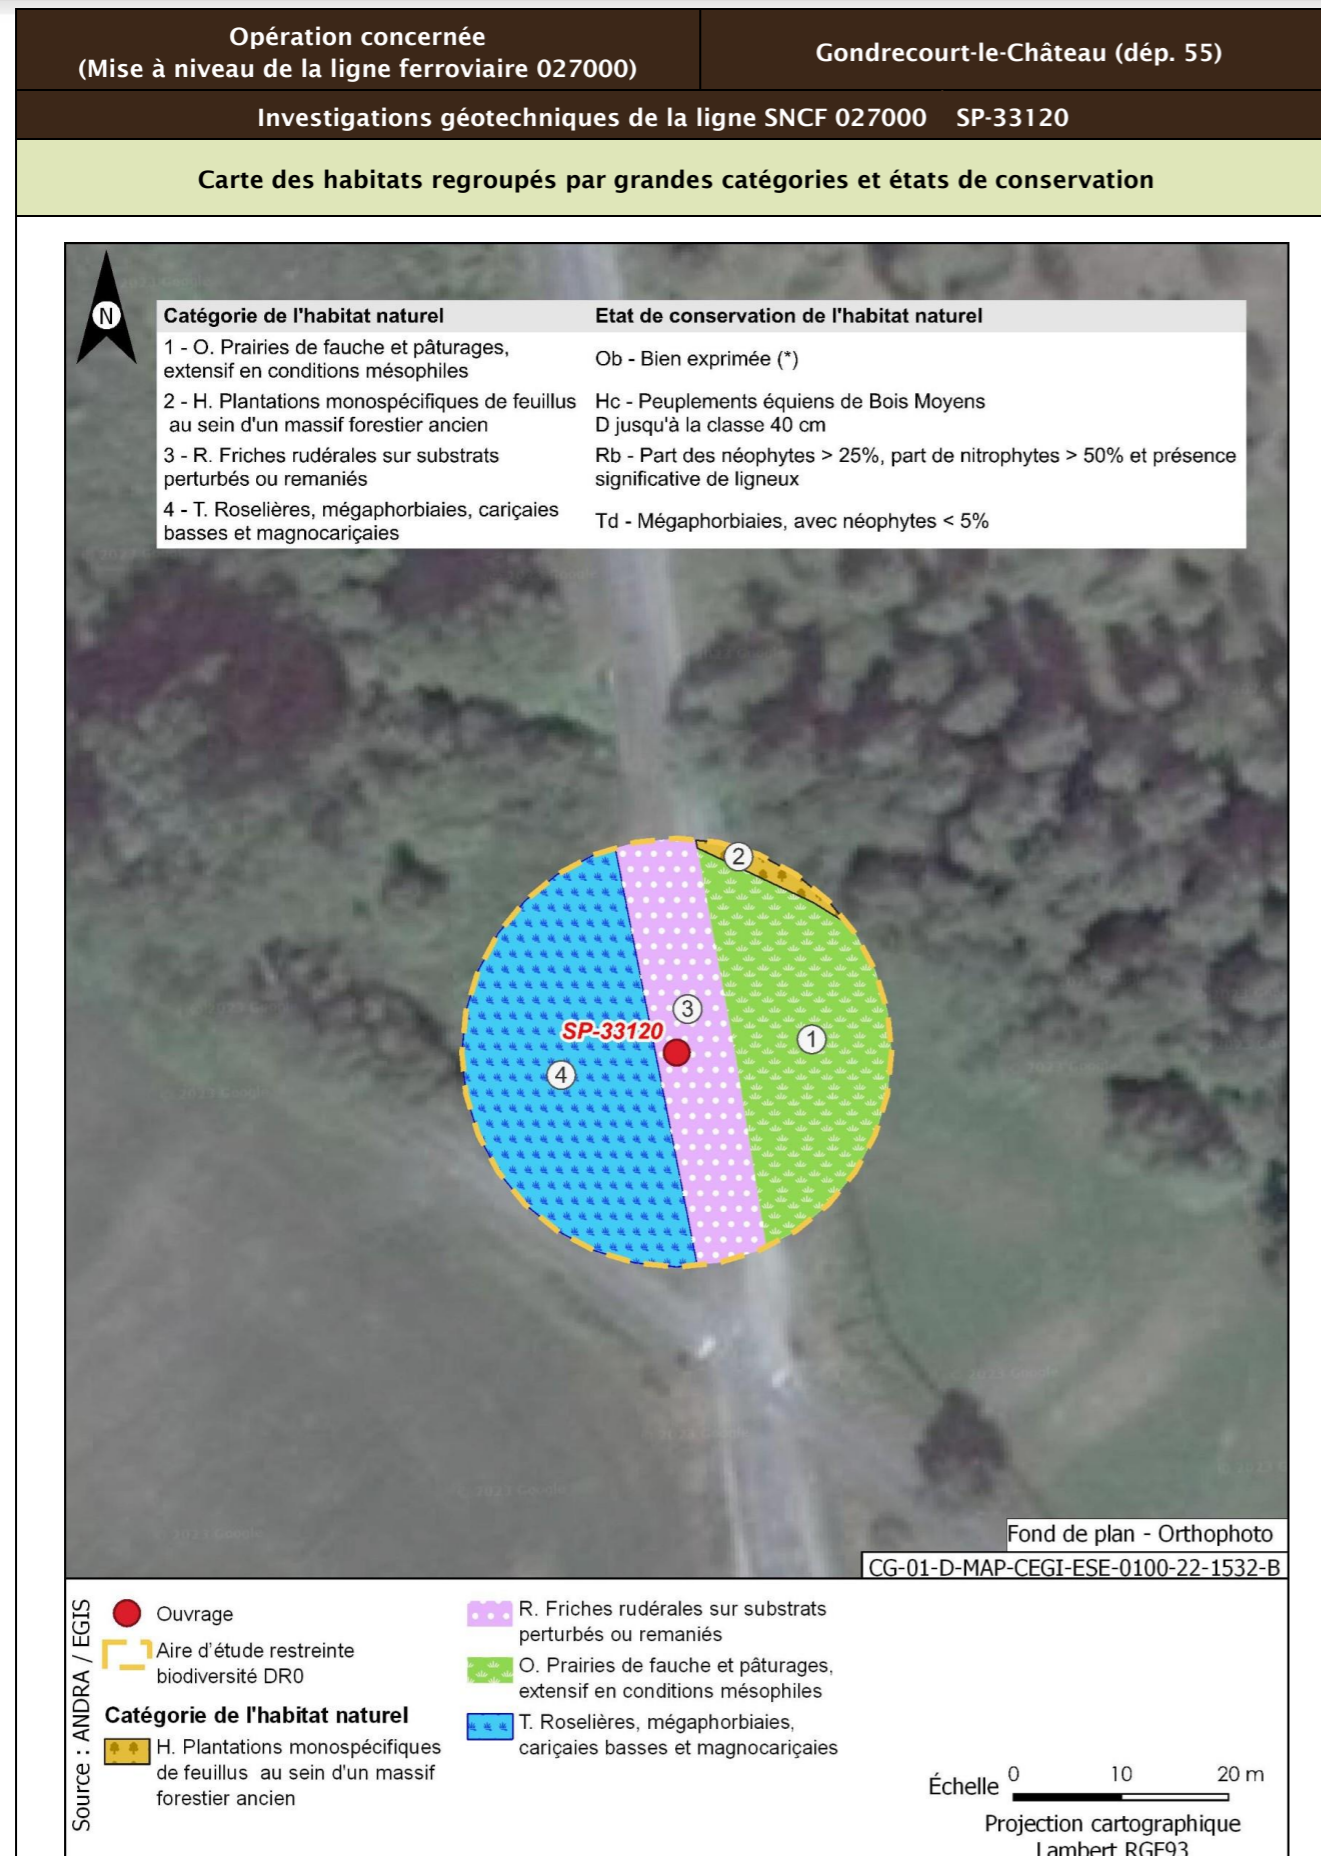 Opération concernée
(Mise à niveau de la ligne ferroviaire 027000)
Gondrecourt-le-Château (dép. 55)
Investigations géotechniques de la ligne SNCF 027000 SP-33120
Carte des habitats regroupés par grandes catégories et états de conservation
N
Catégorie de l'habitat naturel
Etat de conservation de l'habitat naturel
1 - O. Prairies de fauche et pâturages,
extensif en conditions mésophiles
Ob - Bien exprimée (*)
2 - H. Plantations monospécifiques de feuillus
au sein d'un massif forestier ancien
Hc - Peuplements équiens de Bois Moyens
D jusqu'à la classe 40 cm
3 - R. Friches rudérales sur substrats
perturbés ou remaniés
Rb - Part des néophytes > 25%, part de nitrophytes > 50% et présence
significative de ligneux
4 - T. Roselières, mégaphorbiaies, cariçaies
basses et magnocariçaies
Td - Mégaphorbiaies, avec néophytes < 5%
2
3
SP-33120
1
4
Fond de plan - Orthophoto
CG-01-D-MAP-CEGI-ESE-0100-22-1532-B
Source : ANDRA / EGIS
Ouvrage
Aire d'étude restreinte
biodiversité DR0
Catégorie de l'habitat naturel
H. Plantations monospécifiques
de feuillus au sein d'un massif
forestier ancien
R. Friches rudérales sur substrats
perturbés ou remaniés
O. Prairies de fauche et pâturages,
extensif en conditions mésophiles
T. Roselières, mégaphorbiaies,
cariçaies basses et magnocariçaies
Échelle 0 10 20 m
Projection cartographique
Lambert RGF93